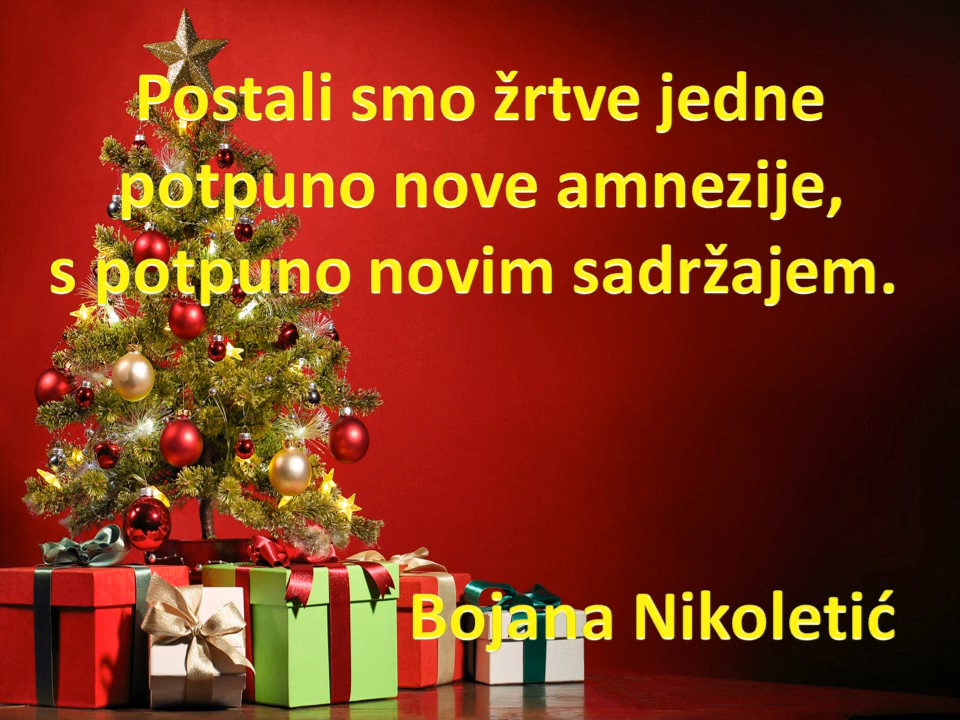 Postali smo žrtve jedne
potpuno nove amnezije,
s potpuno novim sadržajem.
Bojana Nikoletić